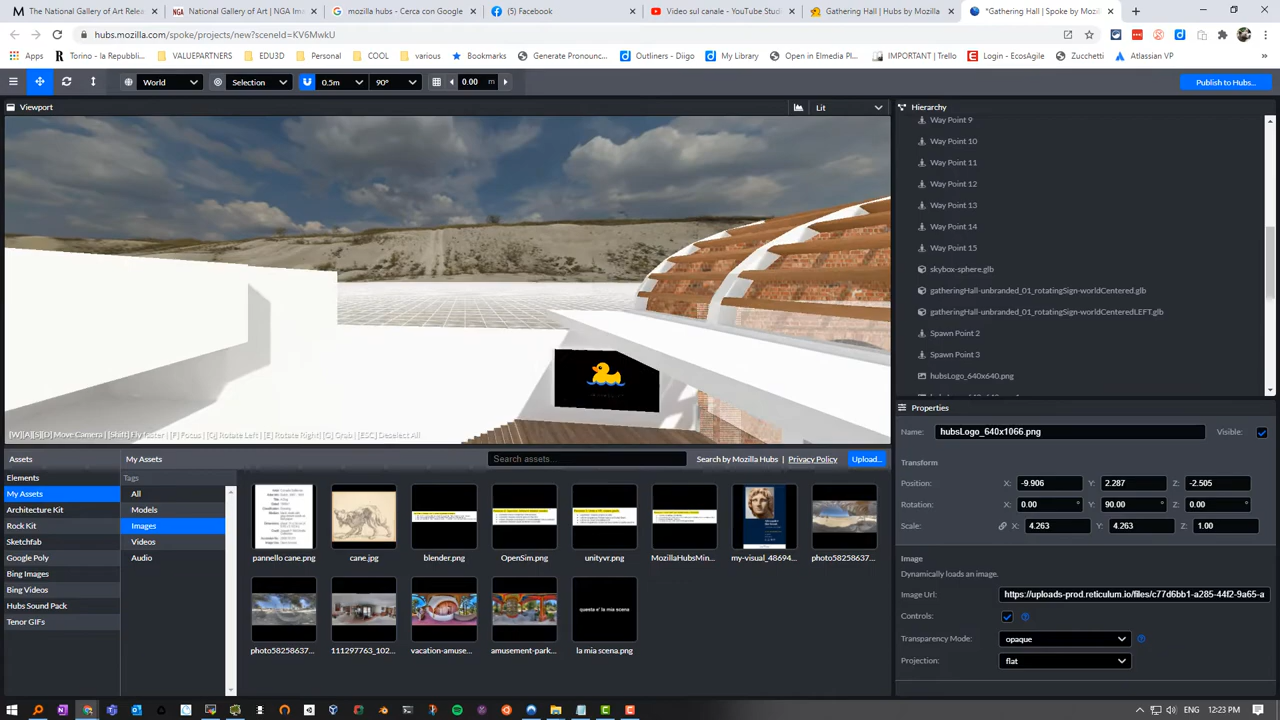 The National Gallery of Art Rele
National Gallery of Art | NGA Ima
mozilla hubs - Cerca con Google
(5) Facebook
Video sul canale - YouTube Studio
Gathering Hall | Hubs by Mozilla
*Gathering Hall | Spoke by Mozilla
hubs.mozilla.com/spoke/projects/new?sceneId=KV6MwkU
Apps
Torino - la Republi...
Personal
COOL
various
Bookmarks
Generate Pronounc...
Outliners - Diigo
My Library
Open in Elmedia Pl...
IMPORTANT | Trello
Login - EcosAgile
Zucchetti
Atlassian VP
World
Selection
0.5m
90°
0.00 m
Publish to Hubs...
Viewport
Lit
Hierarchy
Way Point 9
Way Point 10
Way Point 11
Way Point 12
Way Point 13
Way Point 14
Way Point 15
skybox-sphere.glb
gatheringHall-unbranded_01_rotatingSign-worldCentered.glb
gatheringHall-unbranded_01_rotatingSign-worldCenteredLEFT.glb
Spawn Point 2
Spawn Point 3
hubsLogo_640x640.png
[W][A][S][D] Move Camera | [Shift] Fly faster | [F] Focus | [Q] Rotate Left | [E] Rotate Right | [G] Grab | [ESC] Deselect All
Properties
Name: hubsLogo_640x1066.png Visible:
Transform
Position: X: -9.905 Y: 2.287 Z: -2.505
Rotation: X: 0.00 Y: 90.00 Z: 0.00
Scale: X: 4.263 Y: 4.263 Z: 1.00
Image
Dynamically loads an image.
Image Url: https://uploads-prod.reticulum.io/files/c77d6bb1-a285-44f2-9a65-a
Controls:
Transparency Mode: opaque
Projection: flat
Assets
My Assets
Search assets...
Search by Mozilla Hubs | Privacy Policy
Upload...
Elements
My assets
Architecture Kit
Rock Kit
Sketchfab
Google Poly
Bing Images
Bing Videos
Hubs Sound Pack
Tenor GIFs
Tags
All
Models
Images
Videos
Audio
pannello cane.png
cane.jpg
blender.png
OpenSim.png
unityvr.png
MozillaHubsMin...
my-visual_48694...
photo58258637...
questa e' la mia scena
photo58258637...
111297763_102...
vacation-amuse...
amusement-park...
la mia scena.png
ENG
12:23 PM